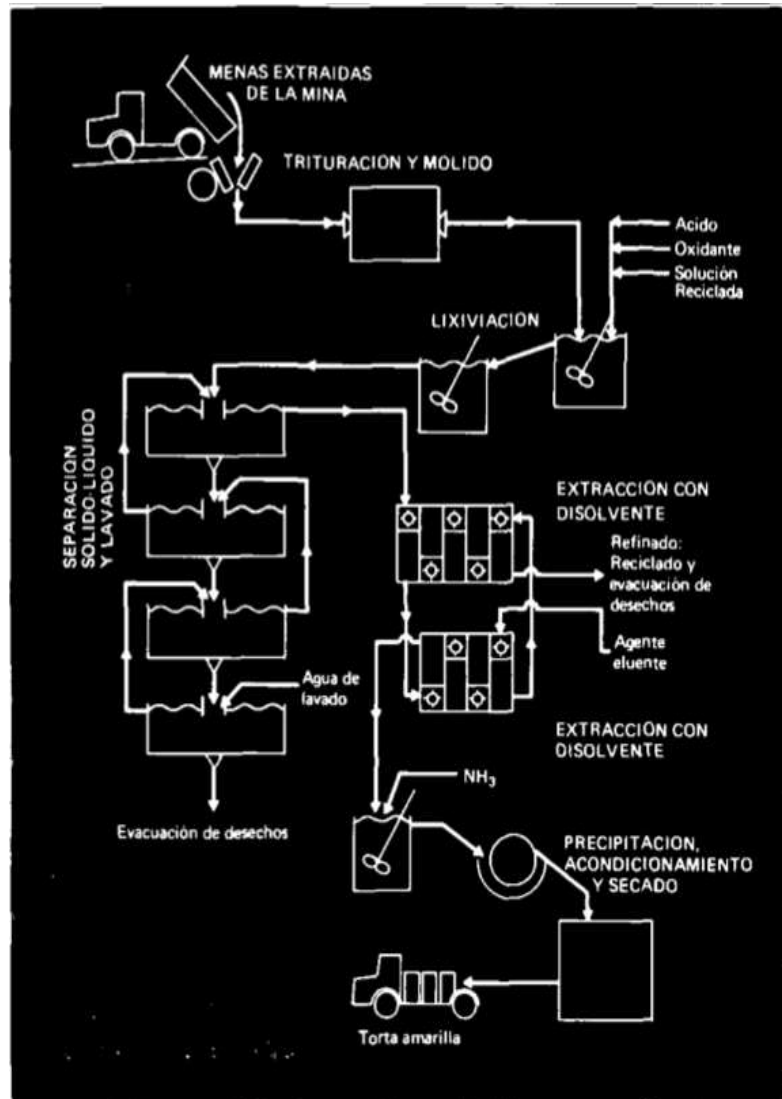 MENAS EXTRAIDAS
DE LA MINA
TRITURACION Y MOLIDO
Acido
Oxidante
Solución
Reciclada
LIXIVIACION
SEPARACION
SOLIDO-LIQUIDO
Y LAVADO
EXTRACCIÓN CON
DISOLVENTE
Refinado:
Reciclado y
evacuación de
desechos
Agente
eluente
Agua de
lavado
EXTRACCIÓN CON
DISOLVENTE
NH₃
Evacuación de desechos
PRECIPITACION,
ACONDICIONAMIENTO
Y SECADO
Torta amarilla